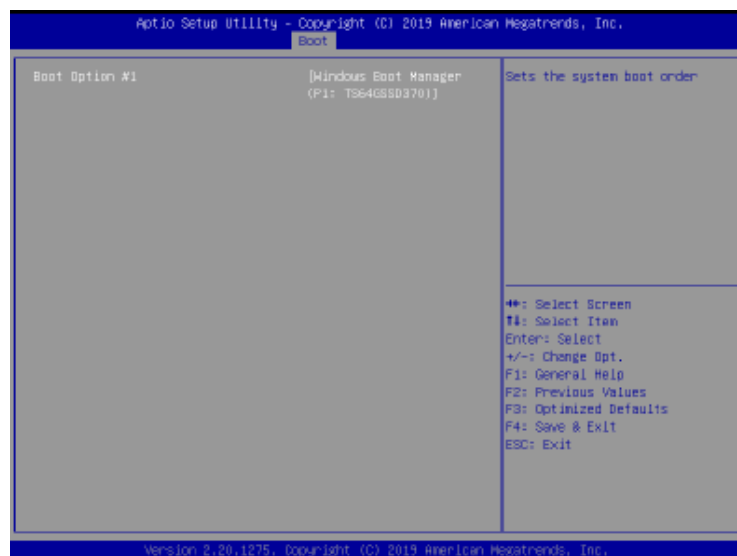 Aptio Setup Utility - Copyright (C) 2019 American Megatrends, Inc.
Boot
Boot Option #1
[Windows Boot Manager
(P1: TS64GSSD370)]
Sets the system boot order
↔: Select Screen
↑↓: Select Item
Enter: Select
+/-: Change Opt.
F1: General Help
F2: Previous Values
F3: Optimized Defaults
F4: Save & Exit
ESC: Exit
Version 2.20.1275. Copyright (C) 2019 American Megatrends, Inc.